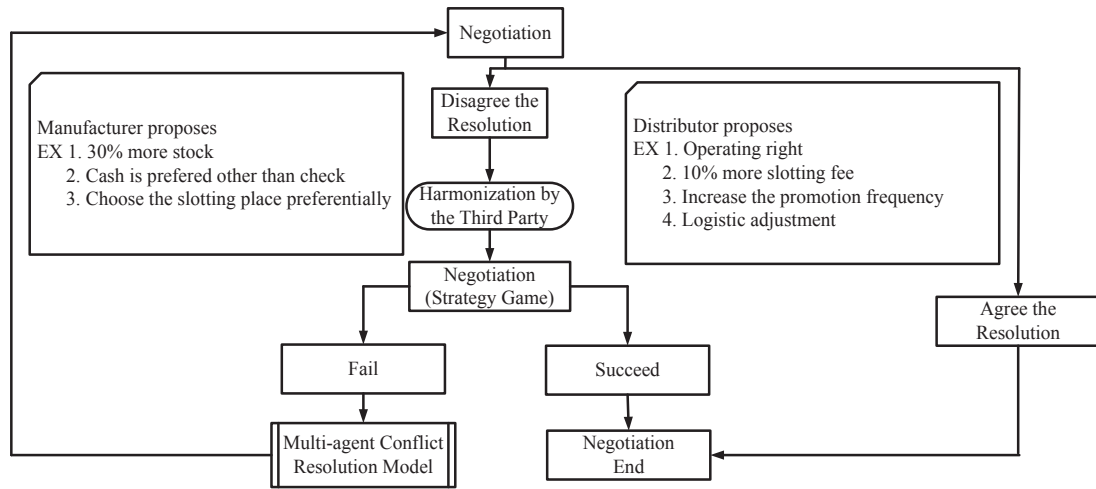 Negotiation
Manufacturer proposes
EX 1. 30% more stock
2. Cash is prefered other than check
3. Choose the slotting place preferentially
Disagree the
Resolution
Distributor proposes
EX 1. Operating right
2. 10% more slotting fee
3. Increase the promotion frequency
4. Logistic adjustment
Harmonization by
the Third Party
Negotiation
(Strategy Game)
Agree the
Resolution
Fail
Succeed
Multi-agent Conflict
Resolution Model
Negotiation
End